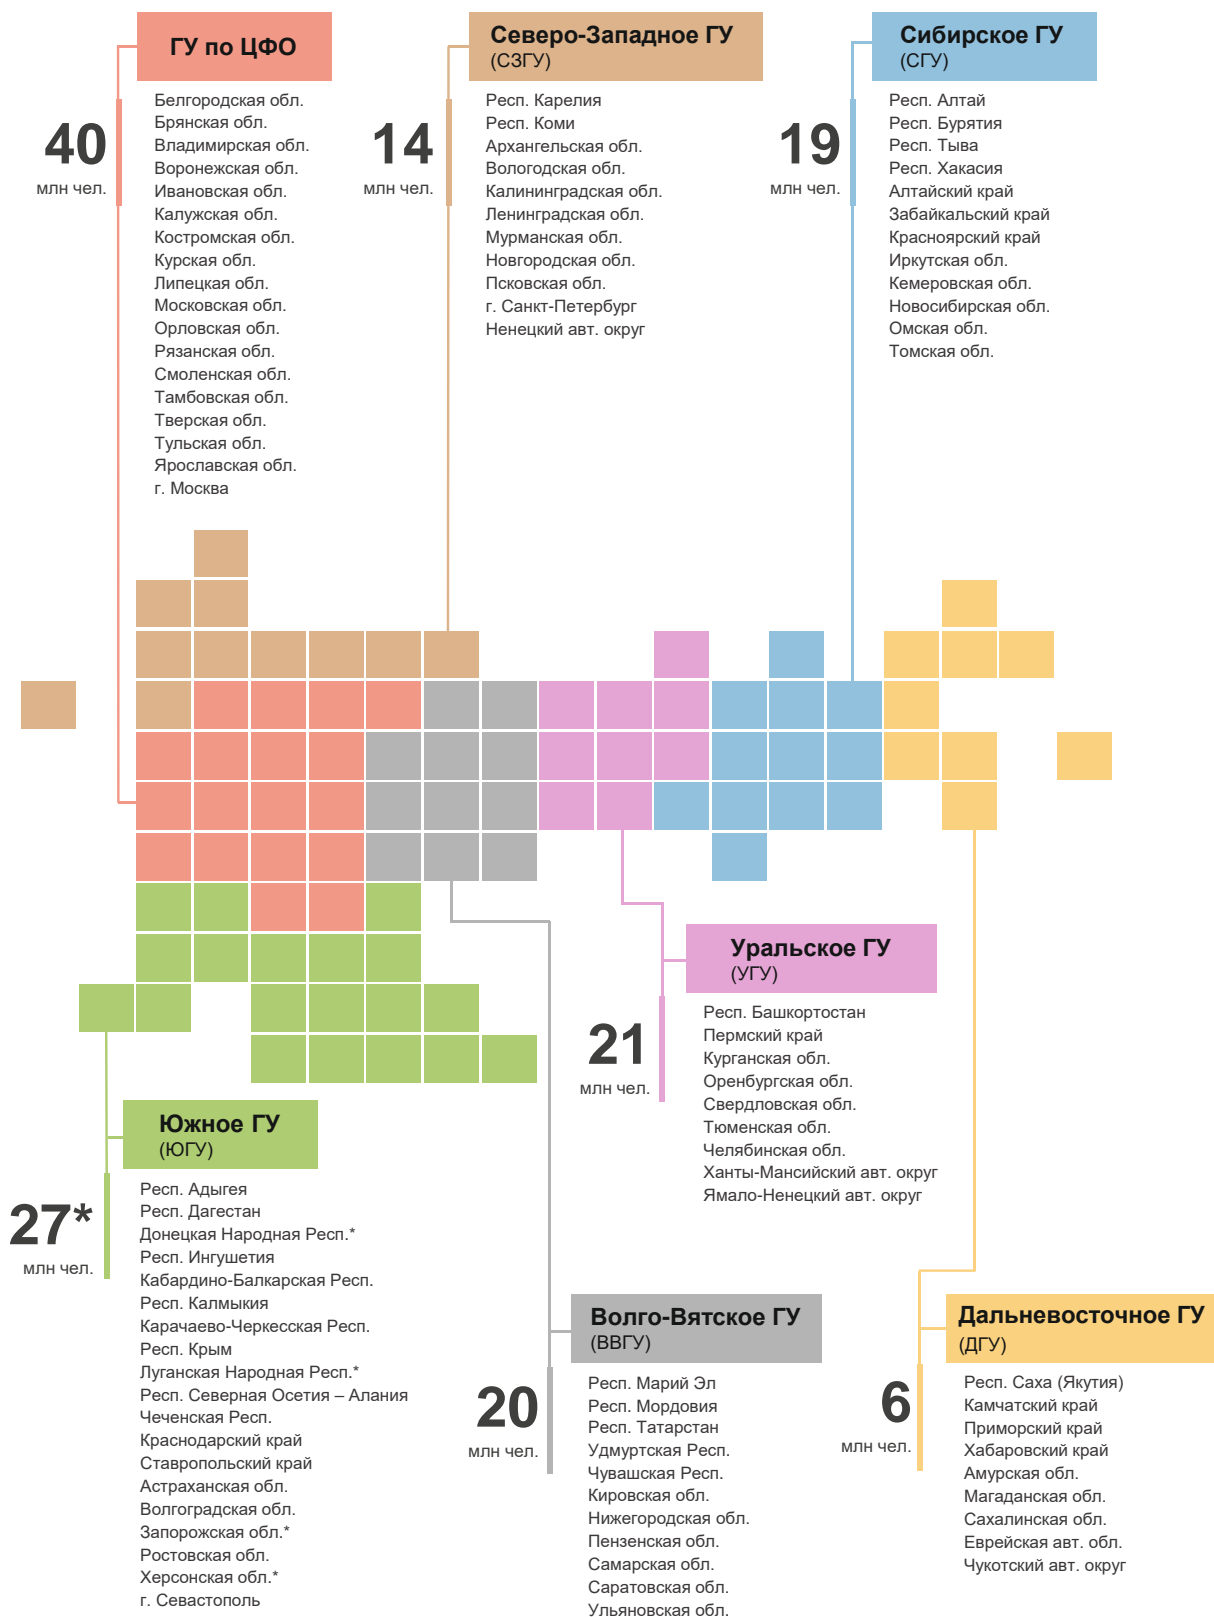 ГУ по ЦФО
40
млн чел.
Белгородская обл.
Брянская обл.
Владимирская обл.
Воронежская обл.
Ивановская обл.
Калужская обл.
Костромская обл.
Курская обл.
Липецкая обл.
Московская обл.
Орловская обл.
Рязанская обл.
Смоленская обл.
Тамбовская обл.
Тверская обл.
Тульская обл.
Ярославская обл.
г. Москва
Северо-Западное ГУ
(СЗГУ)
14
млн чел.
Респ. Карелия
Респ. Коми
Архангельская обл.
Вологодская обл.
Калининградская обл.
Ленинградская обл.
Мурманская обл.
Новгородская обл.
Псковская обл.
г. Санкт-Петербург
Ненецкий авт. округ
Сибирское ГУ
(СГУ)
19
млн чел.
Респ. Алтай
Респ. Бурятия
Респ. Тыва
Респ. Хакасия
Алтайский край
Забайкальский край
Красноярский край
Иркутская обл.
Кемеровская обл.
Новосибирская обл.
Омская обл.
Томская обл.
Уральское ГУ
(УГУ)
21
млн чел.
Респ. Башкортостан
Пермский край
Курганская обл.
Оренбургская обл.
Свердловская обл.
Тюменская обл.
Челябинская обл.
Ханты-Мансийский авт. округ
Ямало-Ненецкий авт. округ
Южное ГУ
(ЮГУ)
27*
млн чел.
Респ. Адыгея
Респ. Дагестан
Донецкая Народная Респ.*
Респ. Ингушетия
Кабардино-Балкарская Респ.
Респ. Калмыкия
Карачаево-Черкесская Респ.
Респ. Крым
Луганская Народная Респ.*
Респ. Северная Осетия – Алания
Чеченская Респ.
Краснодарский край
Ставропольский край
Астраханская обл.
Волгоградская обл.
Запорожская обл.*
Ростовская обл.
Херсонская обл.*
г. Севастополь
Волго-Вятское ГУ
(ВВГУ)
20
млн чел.
Респ. Марий Эл
Респ. Мордовия
Респ. Татарстан
Удмуртская Респ.
Чувашская Респ.
Кировская обл.
Нижегородская обл.
Пензенская обл.
Самарская обл.
Саратовская обл.
Ульяновская обл.
Дальневосточное ГУ
(ДГУ)
6
млн чел.
Респ. Саха (Якутия)
Камчатский край
Приморский край
Хабаровский край
Амурская обл.
Магаданская обл.
Сахалинская обл.
Еврейская авт. обл.
Чукотский авт. округ